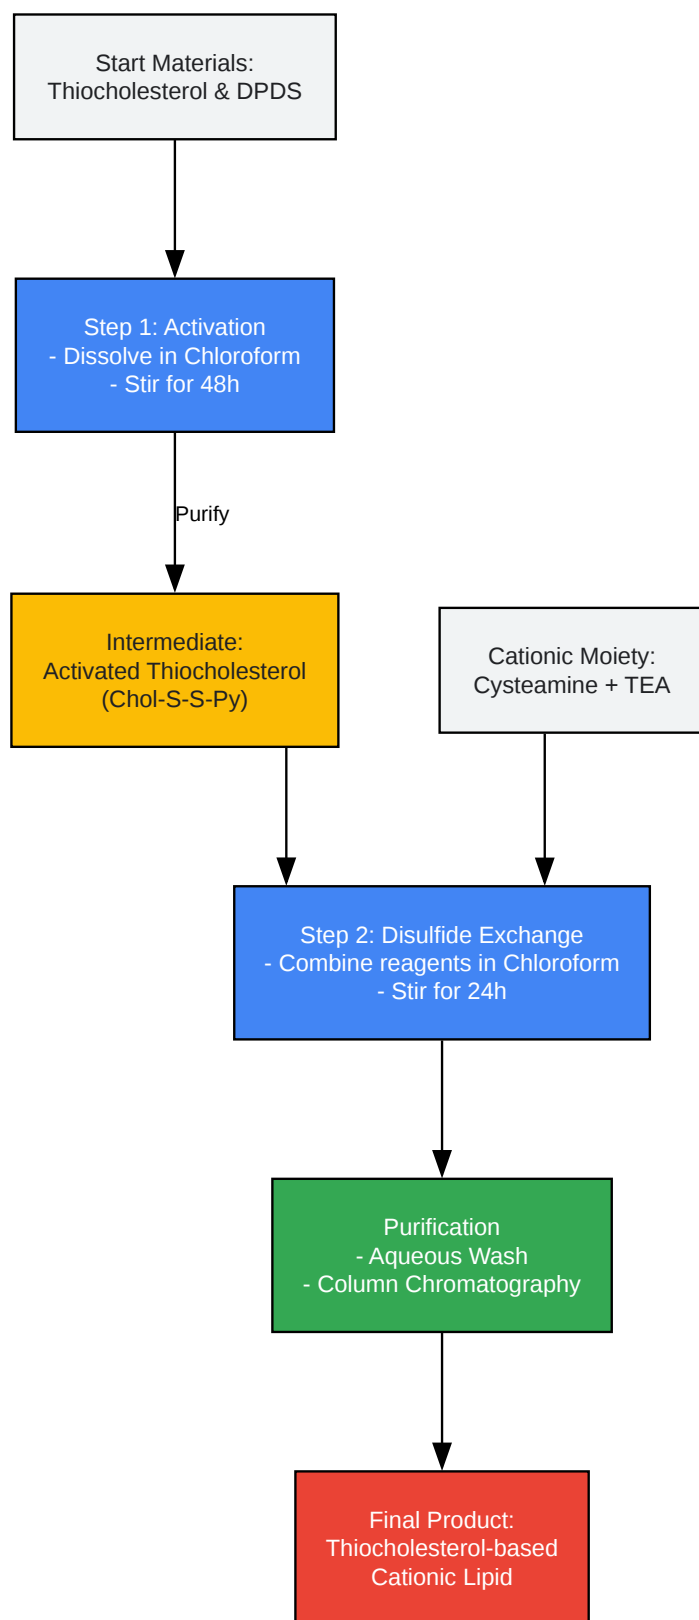 Start Materials:
Thiocholesterol & DPDS
Step 1: Activation
- Dissolve in Chloroform
- Stir for 48h
Purify
Intermediate:
Activated Thiocholesterol
(Chol-S-S-Py)
Cationic Moiety:
Cysteamine + TEA
Step 2: Disulfide Exchange
- Combine reagents in Chloroform
- Stir for 24h
Purification
- Aqueous Wash
- Column Chromatography
Final Product:
Thiocholesterol-based
Cationic Lipid